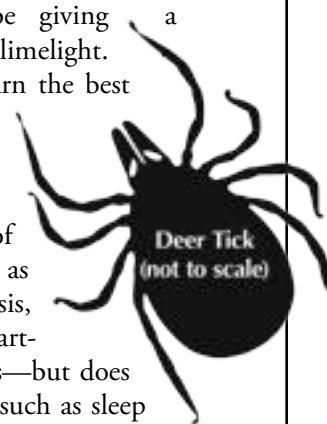 be giving a
limelight.
rn the best
of
as
sis,
art-
s—but does
such as sleep
Deer Tick
(not to scale)